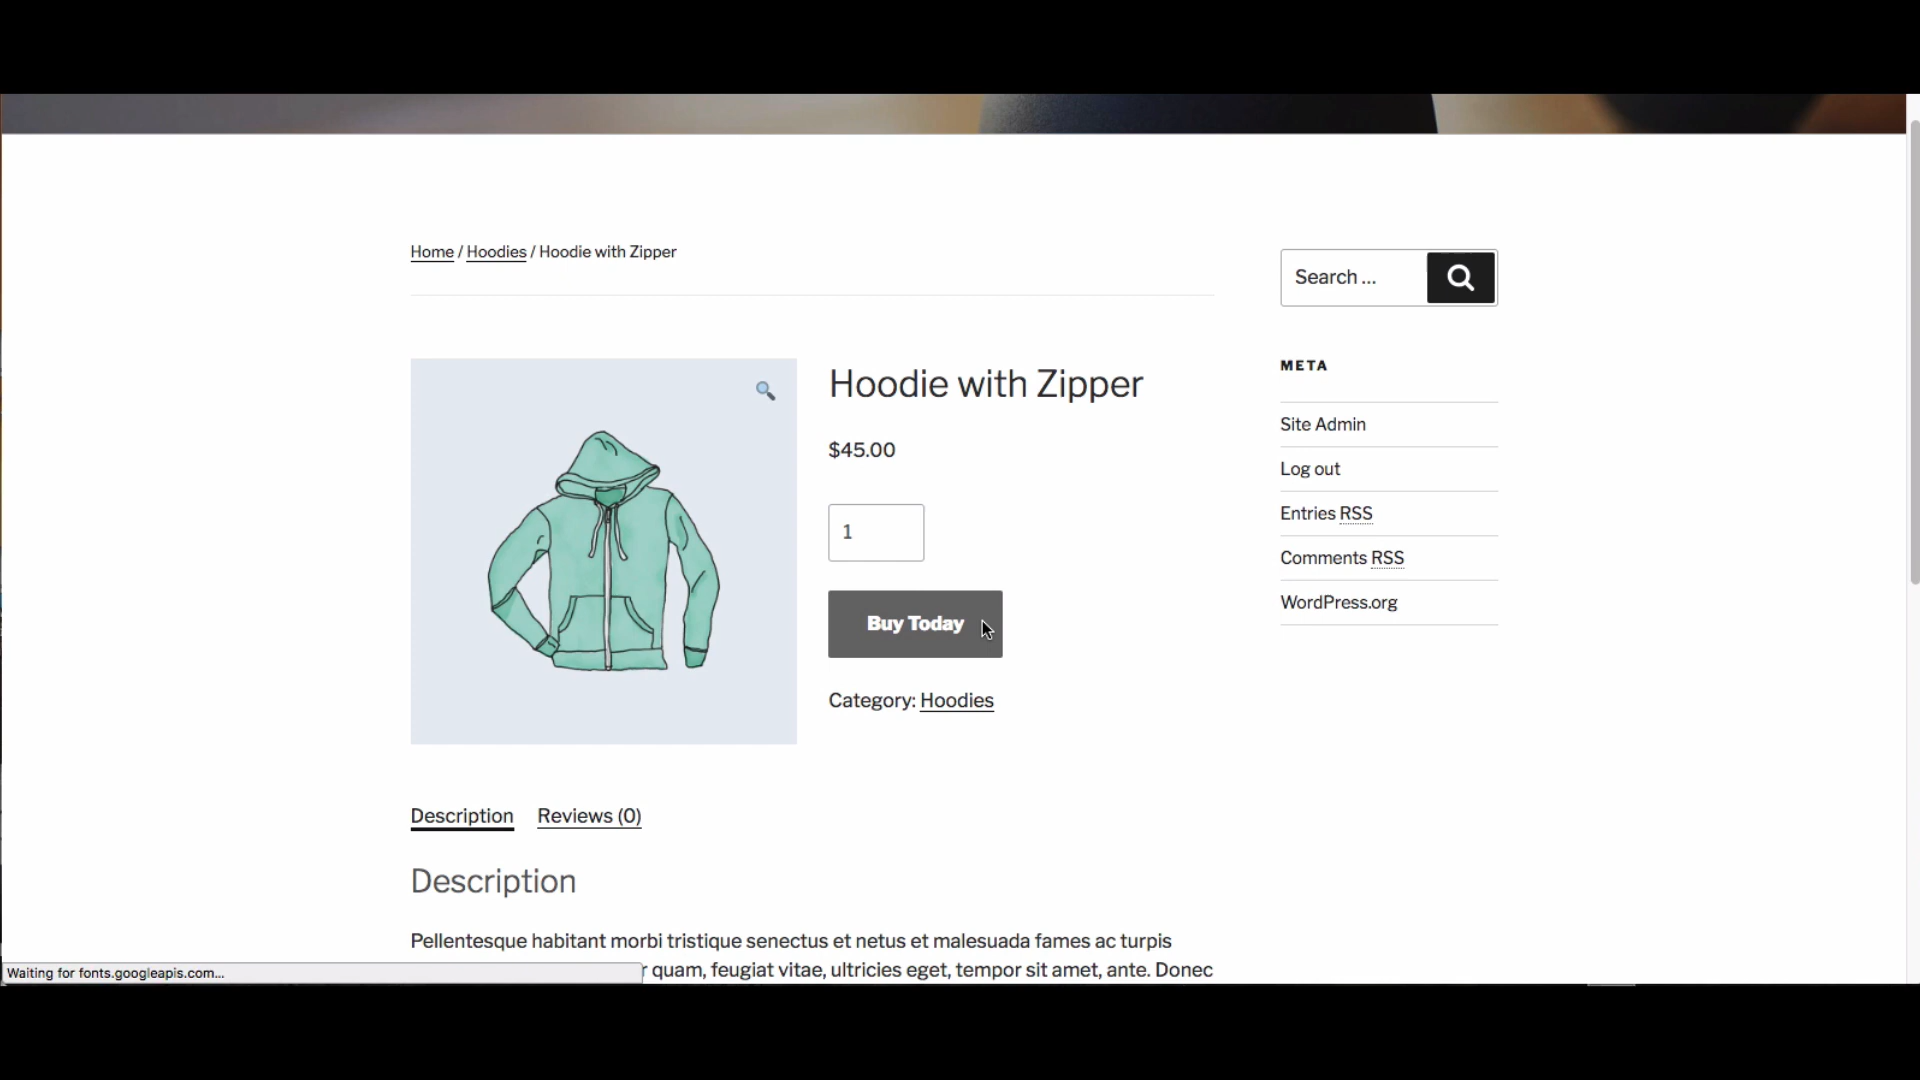 Home / Hoodies / Hoodie with Zipper
Search ...
Hoodie with Zipper
$45.00
1
Buy Today
Category: Hoodies
META
Site Admin
Log out
Entries RSS
Comments RSS
WordPress.org
Description Reviews (0)
Description
Pellentesque habitant morbi tristique senectus et netus et malesuada fames ac turpis
quam, feugiat vitae, ultricies eget, tempor sit amet, ante. Donec
Waiting for fonts.googleapis.com...